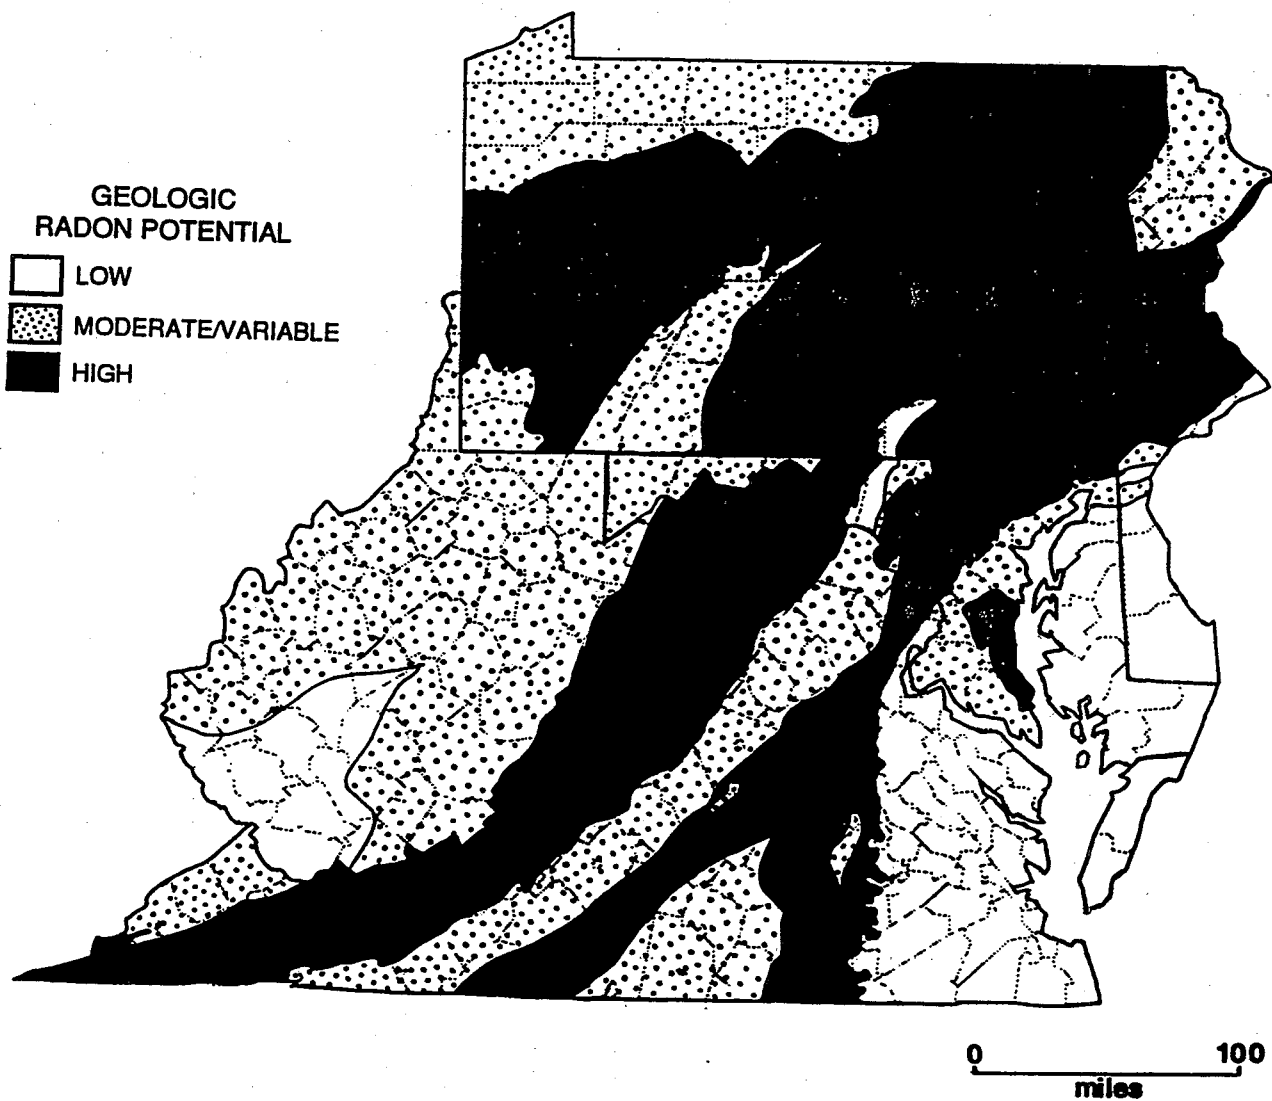 GEOLOGIC
RADON POTENTIAL
LOW
MODERATE/VARIABLE
HIGH
0 100
miles